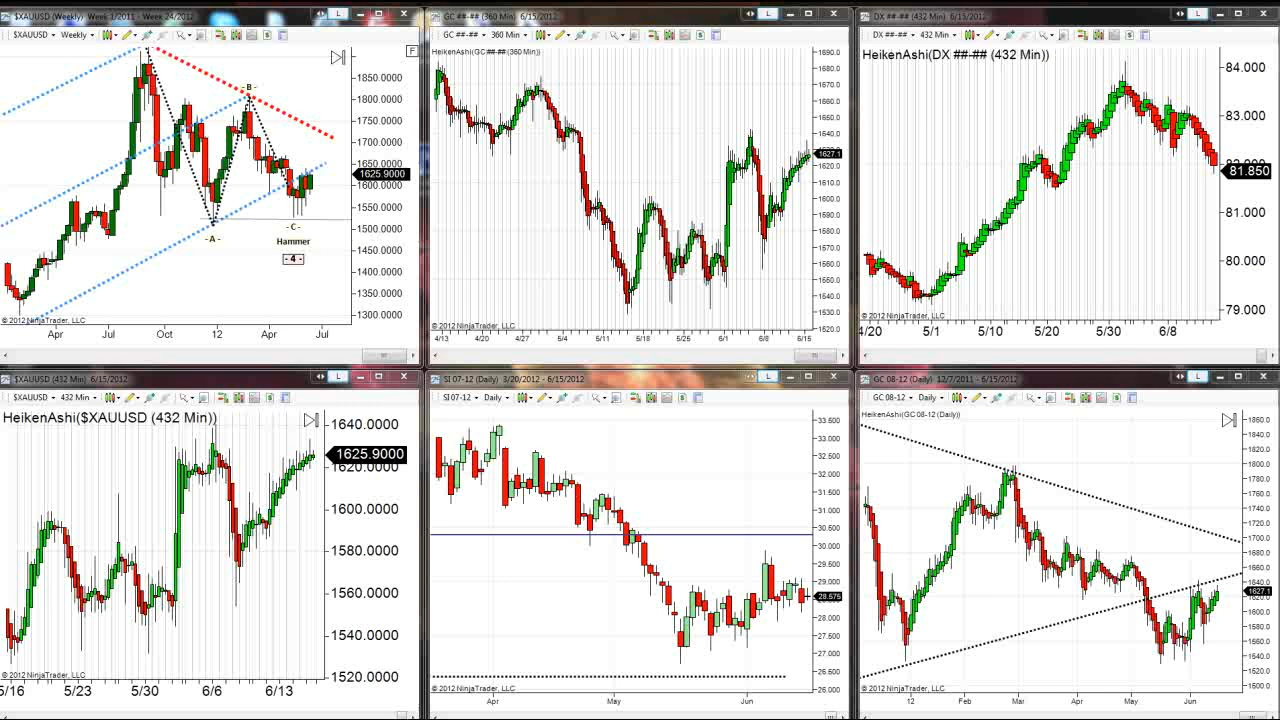 $XAUUSD (Weekly) Week 1/2011 - Week 24/2012
$XAUUSD Weekly
F
1850.0000
1800.0000
1750.0000
1700.0000
1650.0000
1625.9000
1600.0000
1550.0000
1500.0000
1450.0000
1400.0000
1350.0000
1300.0000
- B -
- A -
- C -
Hammer
- 4 -
© 2012 NinjaTrader, LLC
Apr Jul Oct 12 Apr Jul
GC ##-## (360 Min) 6/15/2012
GC ##-## 360 Min
HeikenAshi(GC ##-## (360 Min))
1690.0
1680.0
1670.0
1660.0
1650.0
1640.0
1627.1
1620.0
1610.0
1600.0
1590.0
1580.0
1570.0
1560.0
1550.0
1540.0
1530.0
1620.0
© 2012 NinjaTrader, LLC
4/13 4/20 4/27 5/4 5/11 5/18 5/25 6/1 6/8 6/15
DX ##-## (432 Min) 6/15/2012
DX ##-## 432 Min
HeikenAshi(DX ##-## (432 Min))
84.000
83.000
81.850
81.000
80.000
79.000
© 2012 NinjaTrader, LLC
4/20 5/1 5/10 5/20 5/30 6/8
$XAUUSD (432 Min) 6/15/2012
$XAUUSD 432 Min
HeikenAshi($XAUUSD (432 Min))
1640.0000
1625.9000
1620.0000
1600.0000
1580.0000
1560.0000
1540.0000
1520.0000
© 2012 NinjaTrader, LLC
5/16 5/23 5/30 6/6 6/13
SI 07-12 (Daily) 3/20/2012 - 6/15/2012
SI 07-12 Daily
33.500
33.000
32.500
32.000
31.500
31.000
30.500
30.000
29.500
29.000
28.575
28.000
27.500
27.000
26.500
26.000
© 2012 NinjaTrader, LLC
Apr May Jun
GC 08-12 (Daily) 12/7/2011 - 6/15/2012
GC 08-12 Daily
HeikenAshi(GC 08-12 (Daily))
1860.0
1840.0
1820.0
1800.0
1780.0
1760.0
1740.0
1720.0
1700.0
1680.0
1660.0
1640.0
1627.1
1600.0
1580.0
1560.0
1540.0
1520.0
1500.0
© 2012 NinjaTrader, LLC
12 Feb Mar Apr May Jun